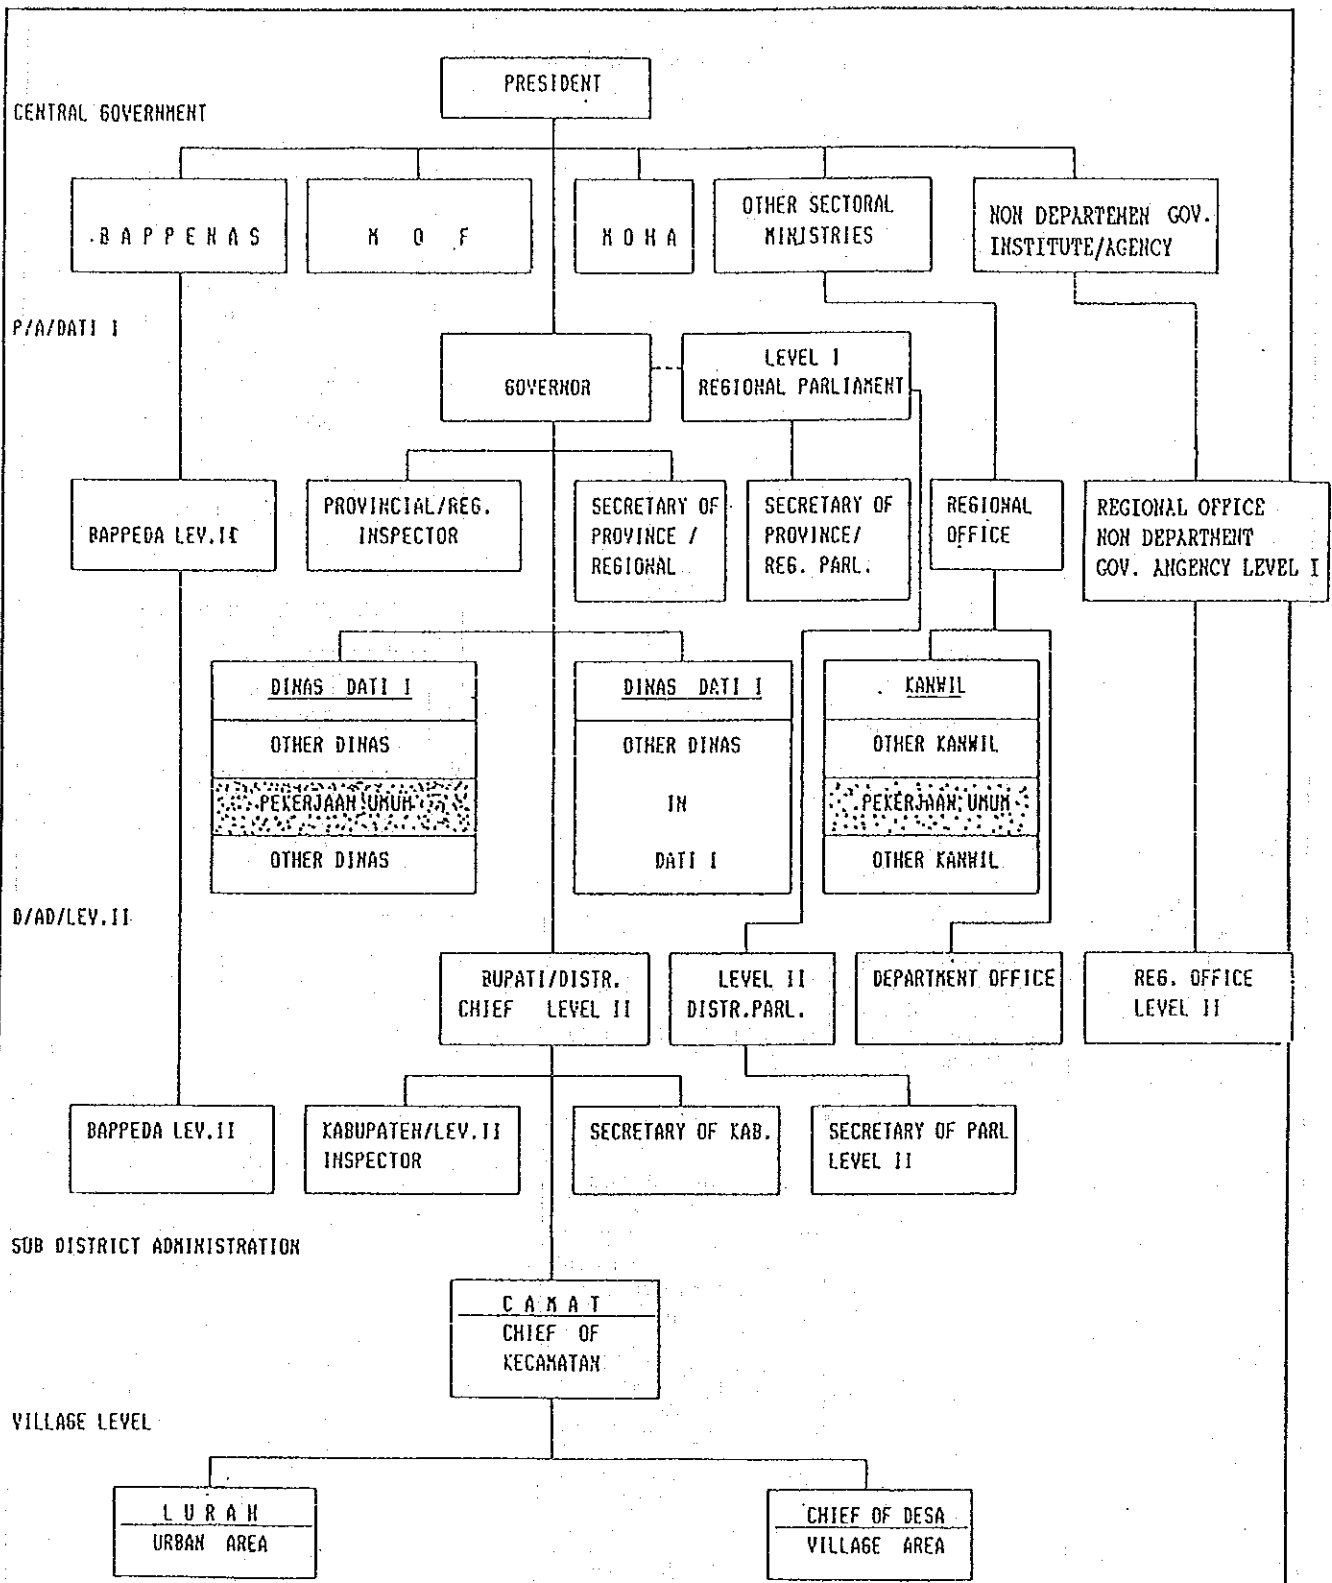 PRESIDENT
CENTRAL GOVERNMENT
BAPPENAS
M O F
MOHA
OTHER SECTORAL
MINISTRIES
NON DEPARTEMEN GOV.
INSTITUTE/AGENCY
P/A/DATI I
GOVERNOR
LEVEL I
REGIONAL PARLIAMENT
BAPPEDA LEV.II
PROVINCIAL/REG.
INSPECTOR
SECRETARY OF
PROVINCE /
REGIONAL
SECRETARY OF
PROVINCE/
REG. PARL.
REGIONAL
OFFICE
REGIONAL OFFICE
NON DEPARTMENT
GOV. ANGENCY LEVEL I
DINAS DATI I
OTHER DINAS
PEKERJAAN UMUM
OTHER DINAS
DINAS DATI I
OTHER DINAS
IN
DATI I
KANWIL
OTHER KANWIL
PEKERJAAN UMUM
OTHER KANWIL
D/AD/LEV.II
BUPATI/DISTR.
CHIEF LEVEL II
LEVEL II
DISTR.PARL.
DEPARTMENT OFFICE
REG. OFFICE
LEVEL II
BAPPEDA LEV.II
KABUPATEN/LEV.II
INSPECTOR
SECRETARY OF KAB.
SECRETARY OF PARL
LEVEL II
SUB DISTRICT ADMINISTRATION
C A M A T
CHIEF OF
KECAMATAN
VILLAGE LEVEL
L U R A H
URBAN AREA
CHIEF OF DESA
VILLAGE AREA